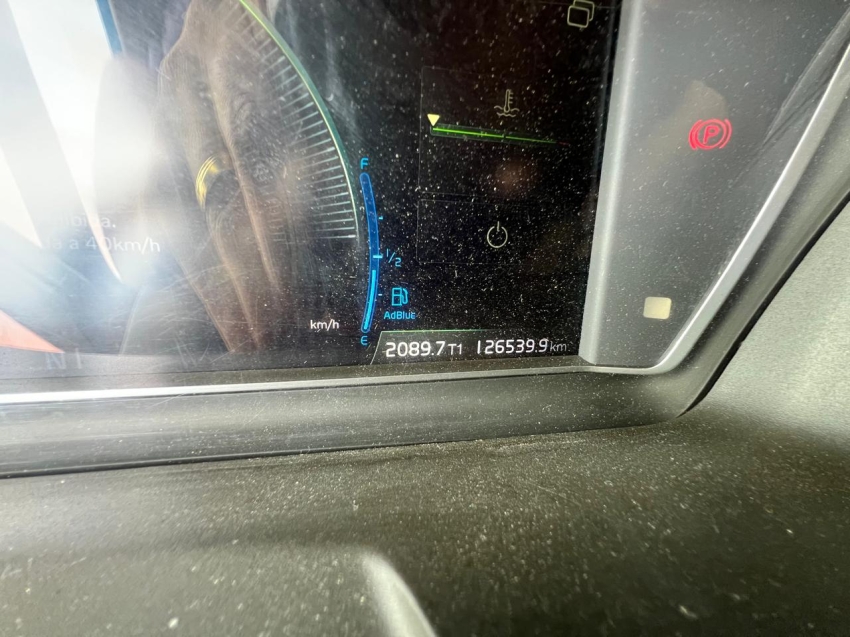 F
a 40km/h
1/2
AdBlue
km/h
E
2089.7 T1 126539.9 km
P